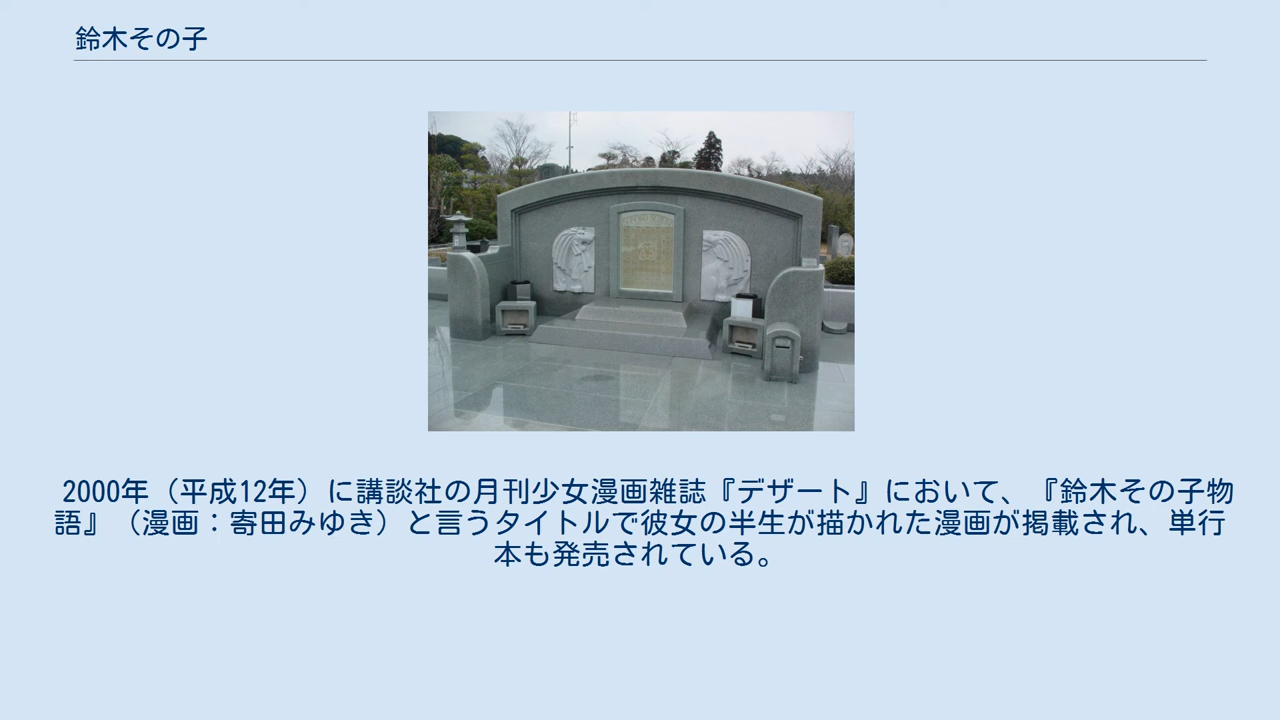 鈴木その子
2000年（平成12年）に講談社の月刊少女漫画雑誌『デザート』において、『鈴木その子物
語』（漫画：寄田みゆき）と言うタイトルで彼女の半生が描かれた漫画が掲載され、単行
本も発売されている。